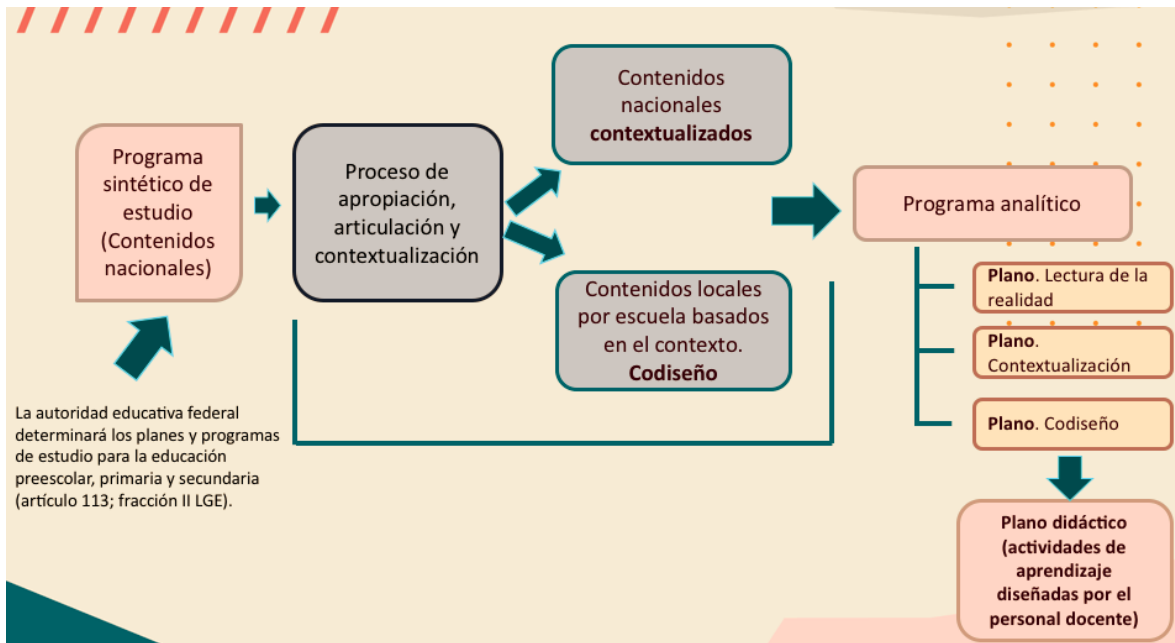 Programa
sintético de
estudio
(Contenidos
nacionales)
La autoridad educativa federal
determinará los planes y programas
de estudio para la educación
preescolar, primaria y secundaria
(artículo 113; fracción II LGE).
Proceso de
apropiación,
articulación y
contextualización
Contenidos
nacionales
contextualizados
Contenidos locales
por escuela basados
en el contexto.
Codiseño
Programa analítico
Plano. Lectura de la
realidad
Plano.
Contextualización
Plano. Codiseño
Plano didáctico
(actividades de
aprendizaje
diseñadas por el
personal docente)